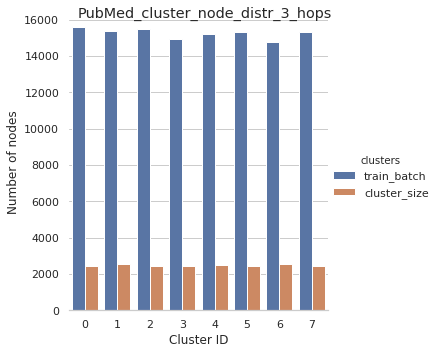 PubMed_cluster_node_distr_3_hops
16000
14000
12000
10000
8000
6000
4000
2000
0
Number of nodes
0 1 2 3 4 5 6 7
Cluster ID
clusters
train_batch
cluster_size